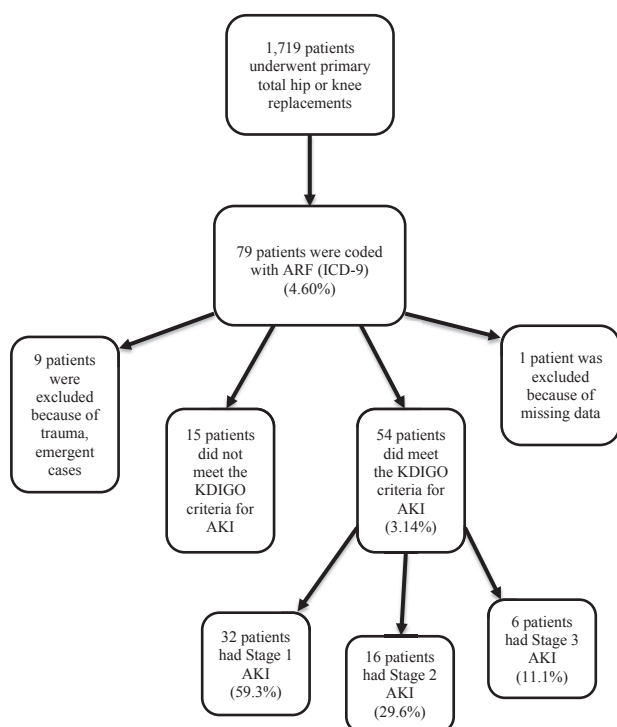 1,719 patients
underwent primary
total hip or knee
replacements
79 patients were coded
with ARF (ICD-9)
(4.60%)
9 patients
were
excluded
because of
trauma,
emergent
cases
15 patients
did not
meet the
KDIGO
criteria for
AKI
54 patients
did meet
the KDIGO
criteria for
AKI
(3.14%)
1 patient was
excluded
because of
missing data
32 patients
had Stage 1
AKI
(59.3%)
16 patients
had Stage 2
AKI
(29.6%)
6 patients
had Stage 3
AKI
(11.1%)